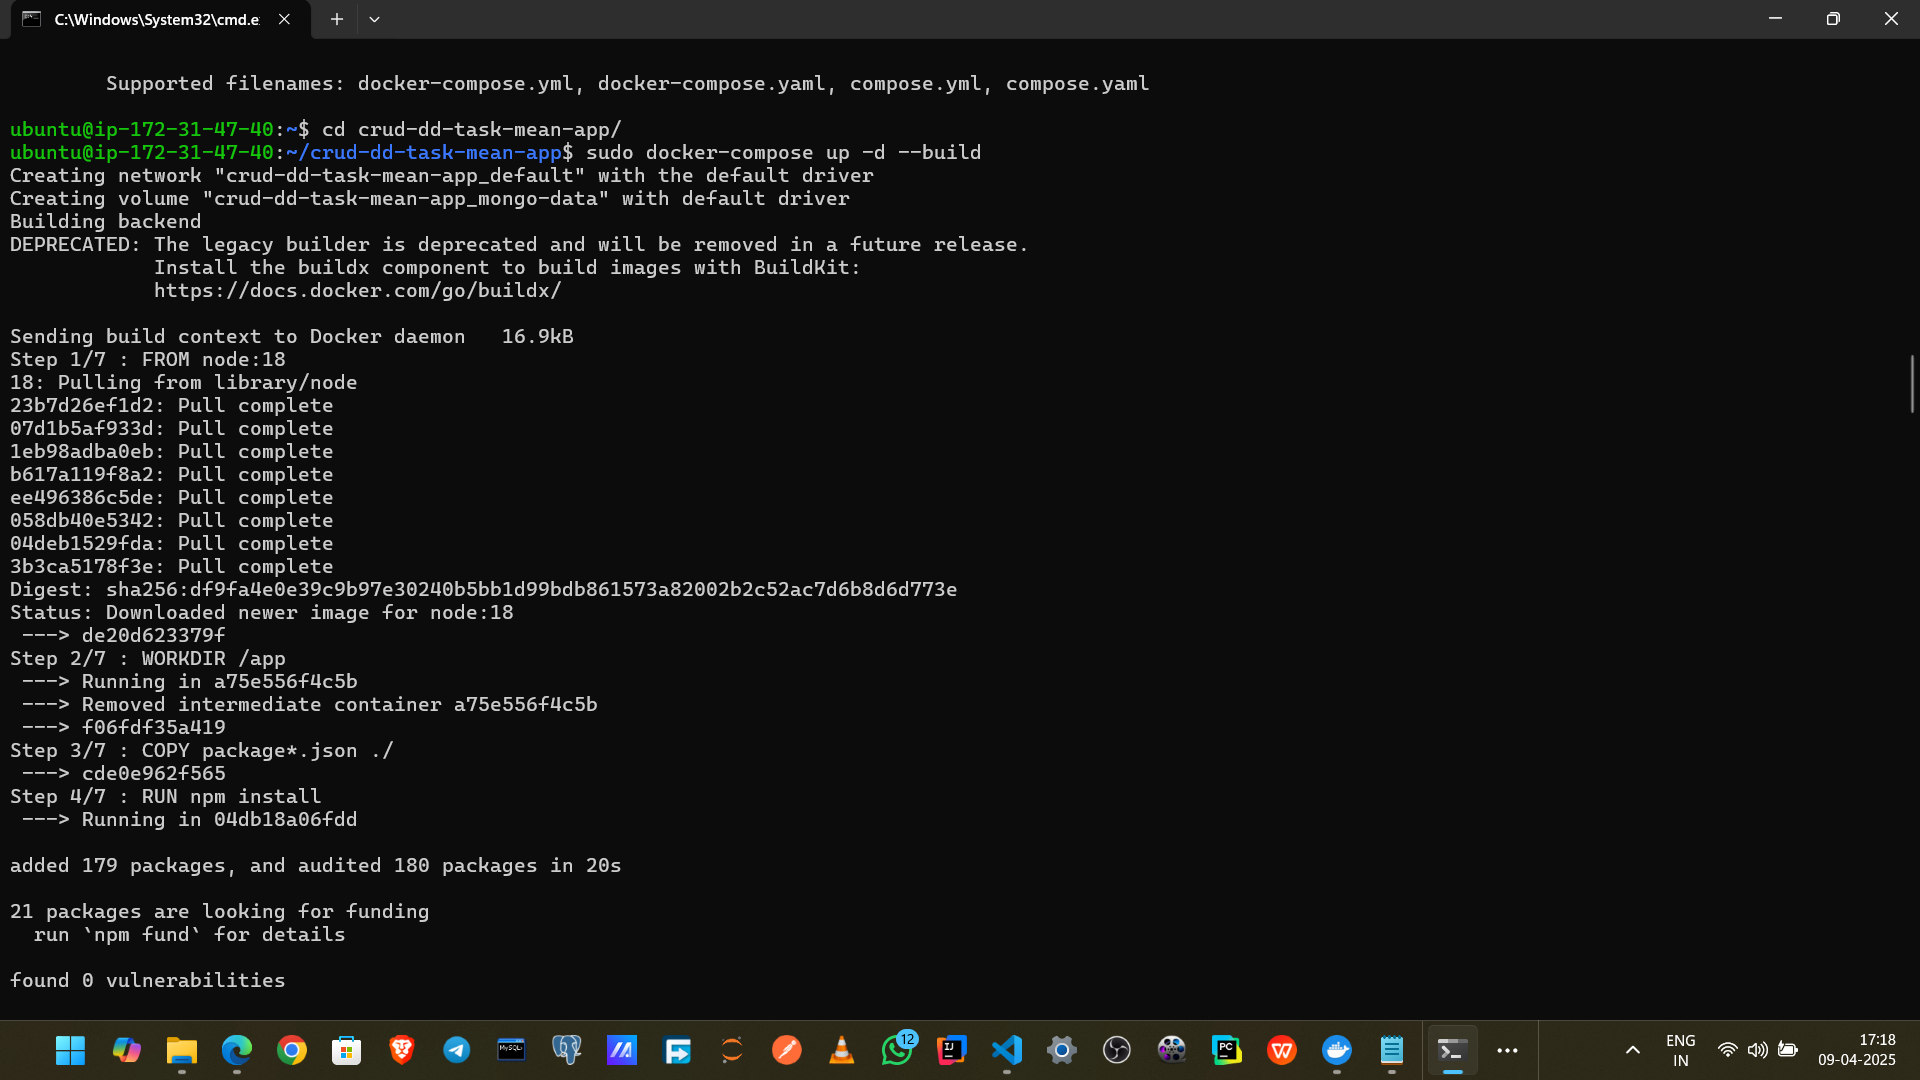 C:\Windows\System32\cmd.e
Supported filenames: docker-compose.yml, docker-compose.yaml, compose.yml, compose.yaml
ubuntu@ip-172-31-47-40:~$ cd crud-dd-task-mean-app/
ubuntu@ip-172-31-47-40:~/crud-dd-task-mean-app$ sudo docker-compose up -d --build
Creating network "crud-dd-task-mean-app_default" with the default driver
Creating volume "crud-dd-task-mean-app_mongo-data" with default driver
Building backend
DEPRECATED: The legacy builder is deprecated and will be removed in a future release.
Install the buildx component to build images with BuildKit:
https://docs.docker.com/go/buildx/
Sending build context to Docker daemon   16.9kB
Step 1/7 : FROM node:18
18: Pulling from library/node
23b7d26ef1d2: Pull complete
07d1b5af933d: Pull complete
1eb98adba0eb: Pull complete
b617a119f8a2: Pull complete
ee496386c5de: Pull complete
058db40e5342: Pull complete
04deb1529fda: Pull complete
3b3ca5178f3e: Pull complete
Digest: sha256:df9fa4e0e39c9b97e30240b5bb1d99bdb861573a82002b2c52ac7d6b8d6d773e
Status: Downloaded newer image for node:18
---> de20d623379f
Step 2/7 : WORKDIR /app
---> Running in a75e556f4c5b
---> Removed intermediate container a75e556f4c5b
---> f06fdf35a419
Step 3/7 : COPY package*.json ./
---> cde0e962f565
Step 4/7 : RUN npm install
---> Running in 04db18a06fdd
added 179 packages, and audited 180 packages in 20s
21 packages are looking for funding
run `npm fund` for details
found 0 vulnerabilities
MySQL
12
IJ
PC
W
ENG
IN
17:18
09-04-2025